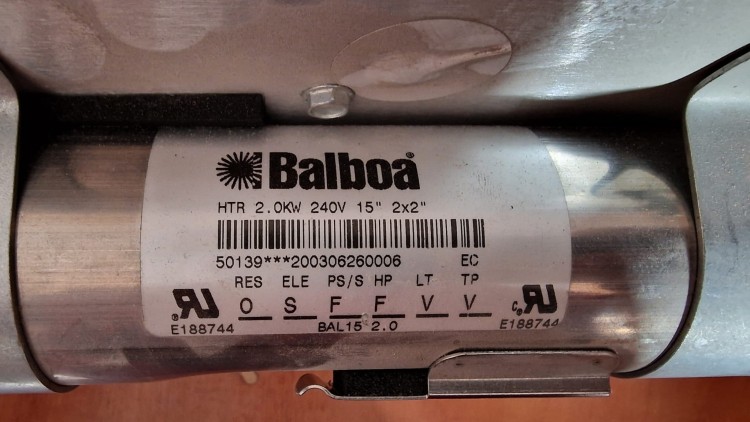 Balboa
HTR 2.0KW 240V 15" 2x2"
50139***200306260006 EC
RES ELE PS/S HP LT TP
O S F F V V
E188744 BAL15 2.0 E188744